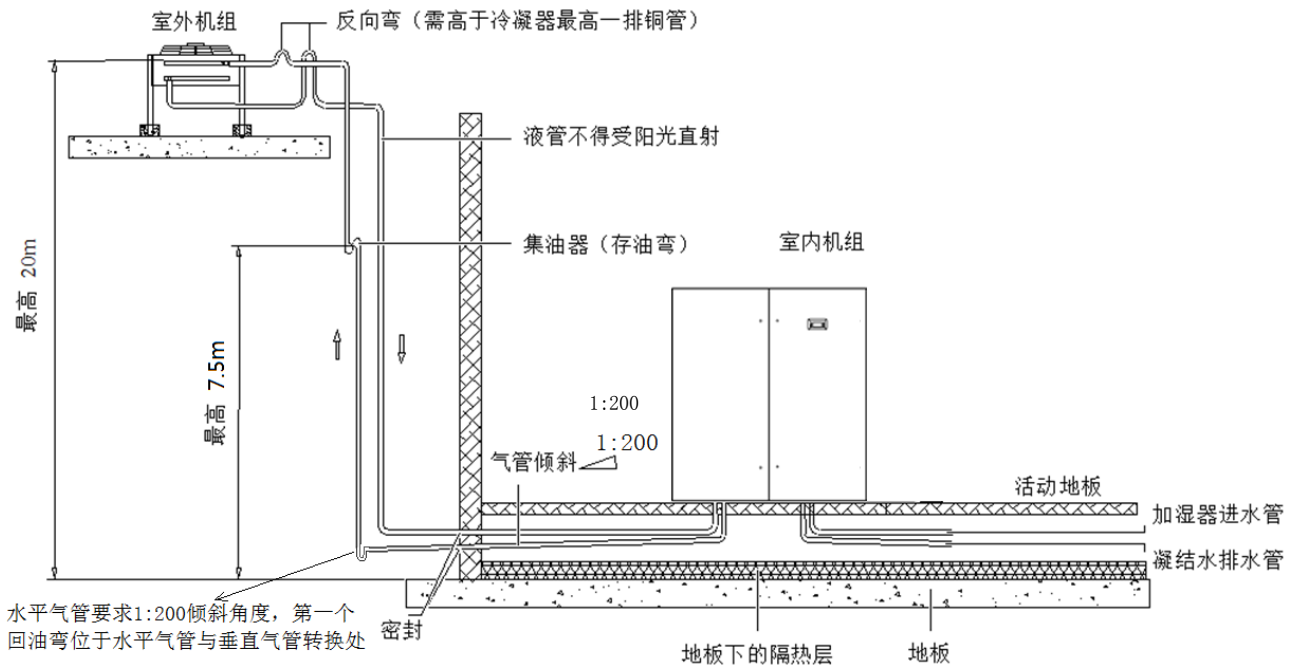 室外机组
反向弯（需高于冷凝器最高一排铜管）
液管不得受阳光直射
集油器（存油弯）
室内机组
最高 20m
最高 7.5m
1:200
1:200
气管倾斜
活动地板
加湿器进水管
凝结水排水管
水平气管要求1:200倾斜角度，第一个
回油弯位于水平气管与垂直气管转换处
密封
地板下的隔热层
地板